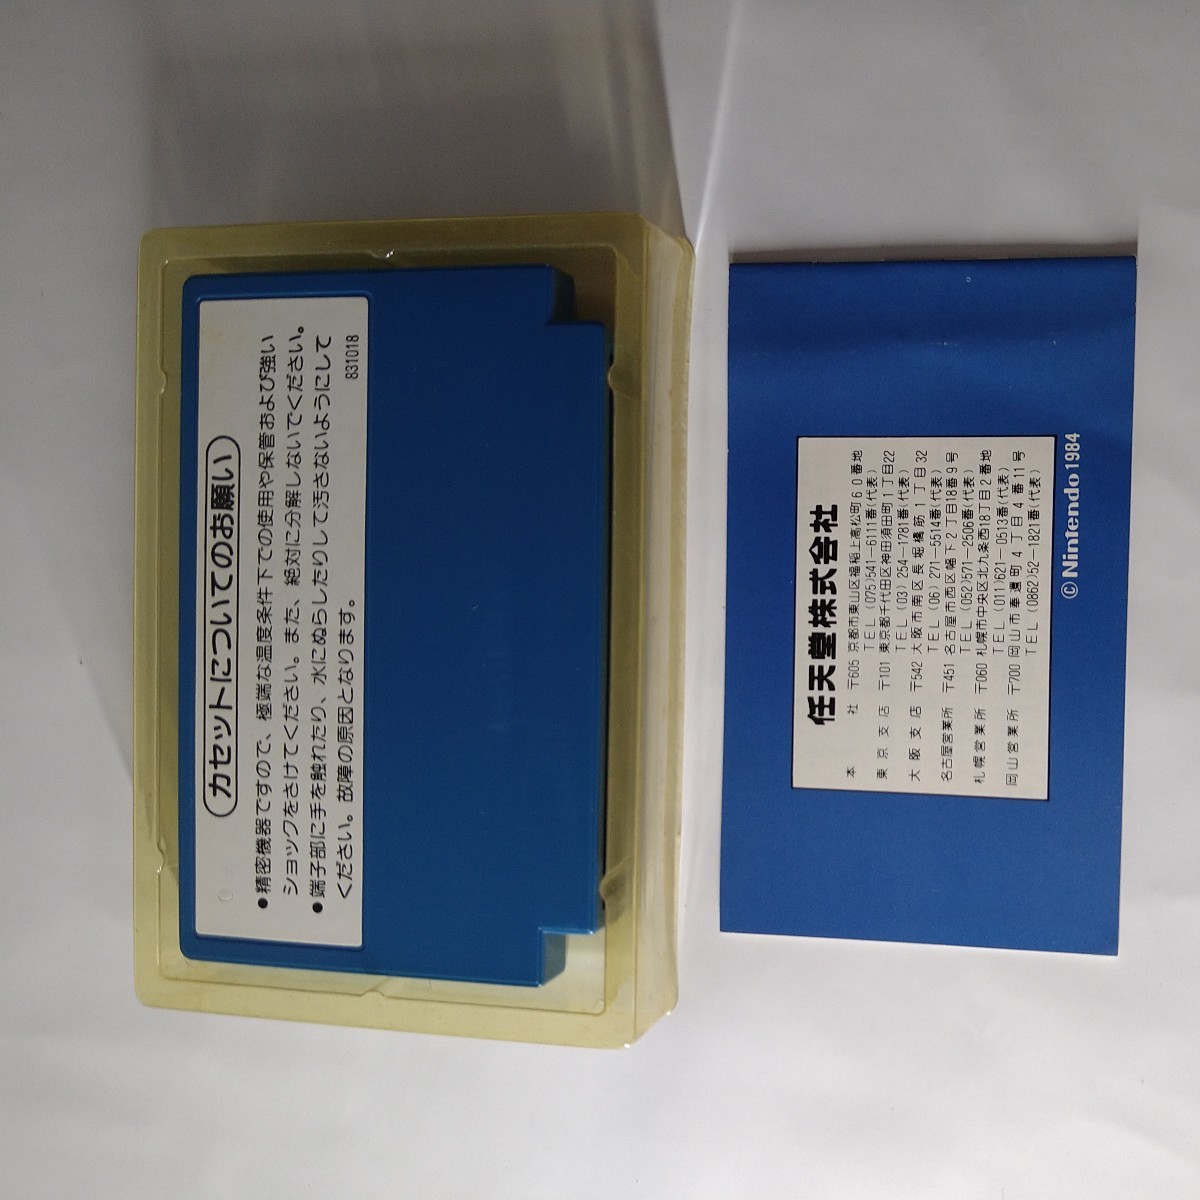 カセットについてのお願い
●精密機器ですので、極端な温度条件下での使用や保管および強い
ショックをさけてください。また、絶対に分解しないでください。
●端子部に手を触れたり、水にぬらしたりして汚さないようにして
ください。故障の原因となります。
831018
任天堂株式会社
本社 〒605 京都市東山区福稲上高松町60番地
TEL (075)541-6111番(代表)
東京支店 〒101 東京都千代田区神田須田町1丁目22
TEL (03) 254-1781番(代表)
大阪支店 〒542 大阪市南区長堀橋筋1丁目32
TEL (06) 271-5514番(代表)
名古屋営業所 〒451 名古屋市西区幅下2丁目18番9号
TEL (052)571-2506番(代表)
札幌営業所 〒060 札幌市中央区北九条西18丁目2番地
TEL (011)621-0513番(代表)
岡山営業所 〒700 岡山市奉還町4丁目4番11号
TEL (0862)52-1821番(代表)
© Nintendo 1984